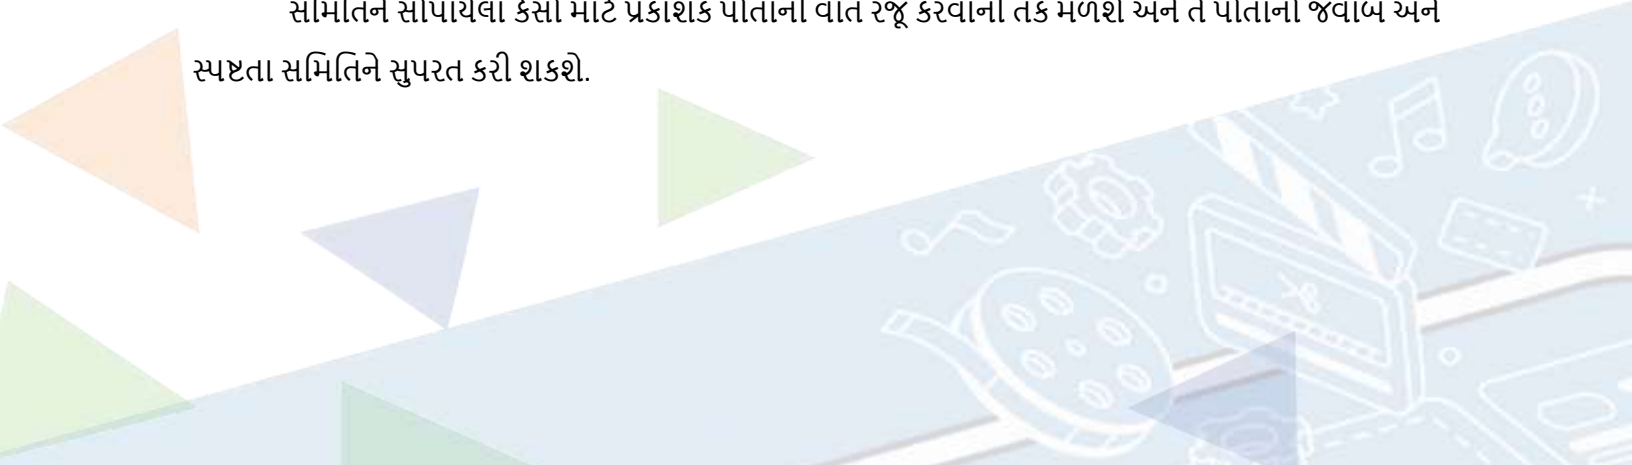 સમિતિને સોંપાયેલા કેસો માટે પ્રકાશક પોતાની વાત રજૂ કરવાની તક મળશે અને તે પોતાનો જવાબ અને
સ્પષ્ટતા સમિતિને સુપરત કરી શકશે.